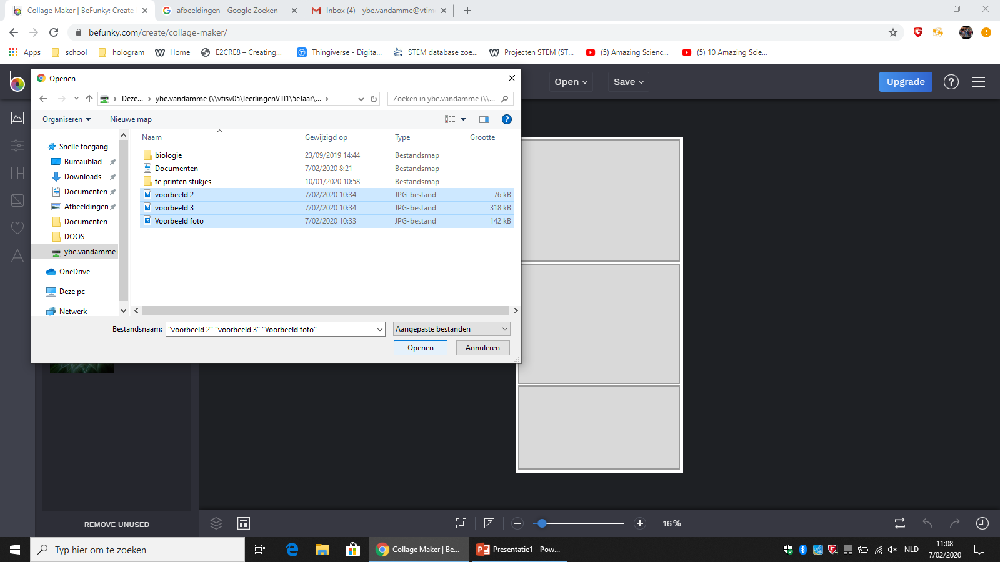 Collage Maker | BeFunky: Create
afbeeldingen - Google Zoeken
Inbox (4) - ybe.vandamme@vtim
befunky.com/create/collage-maker/
Apps
school
hologram
Home
E2CRE8 – Creating...
Thingiverse - Digita...
STEM database zoe...
Projecten STEM (ST...
(5) Amazing Scienc...
(5) 10 Amazing Scie...
Openen
Open
Save
Upgrade
?
Deze... > ybe.vandamme (\\vtisv05\leerlingenVTI1\5eJaar\... >
Zoeken in ybe.vandamme (\\...
Organiseren
Nieuwe map
?
Naam
Gewijzigd op
Type
Grootte
Snelle toegang
Bureaublad
Downloads
Documenten
Afbeeldingen
Documenten
DOOS
ybe.vandamme
OneDrive
Deze pc
Netwerk
biologie 23/09/2019 14:44 Bestandsmap
Documenten 7/02/2020 8:21 Bestandsmap
te printen stukjes 10/01/2020 10:58 Bestandsmap
voorbeeld 2 7/02/2020 10:34 JPG-bestand 76 kB
voorbeeld 3 7/02/2020 10:34 JPG-bestand 318 kB
Voorbeeld foto 7/02/2020 10:33 JPG-bestand 142 kB
Bestandsnaam: "voorbeeld 2" "voorbeeld 3" "Voorbeeld foto"
Aangepaste bestanden
Openen
Annuleren
REMOVE UNUSED
16%
Typ hier om te zoeken
Collage Maker | Be...
Presentatie1 - Pow...
NLD
11:08
7/02/2020